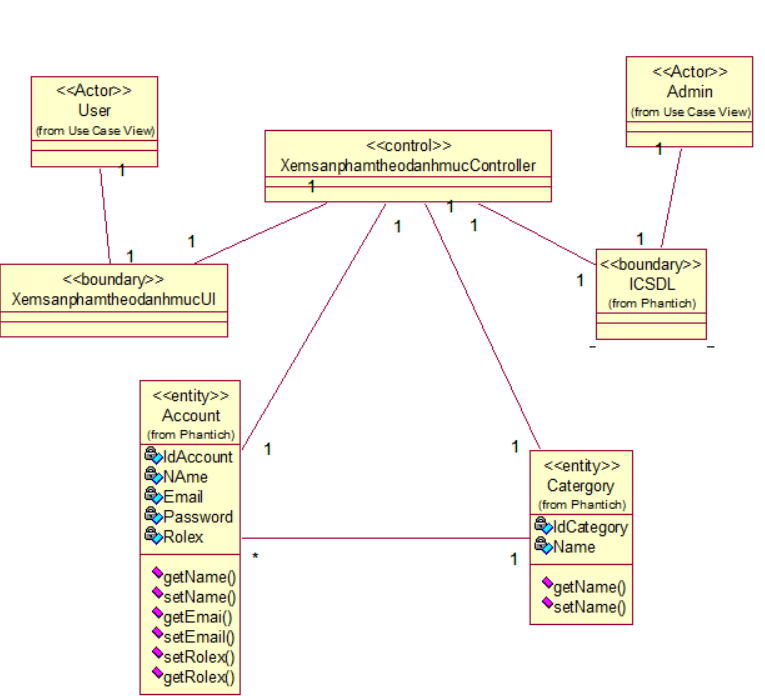 <<Actor>>
User
(from Use Case View)
1
1
<<boundary>>
XemsanphamtheodanhmucUI
<<control>>
XemsanphamtheodanhmucController
1
1
1
1
1
1
<<Actor>>
Admin
(from Use Case View)
1
1
<<boundary>>
ICSDL
(from Phantich)
<<entity>>
Account
(from Phantich)
IdAccount
NAme
Email
Password
Rolex
getName()
setName()
getEmai()
setEmail()
setRolex()
getRolex()
1
*
1
1
<<entity>>
Catergory
(from Phantich)
IdCategory
Name
getName()
setName()